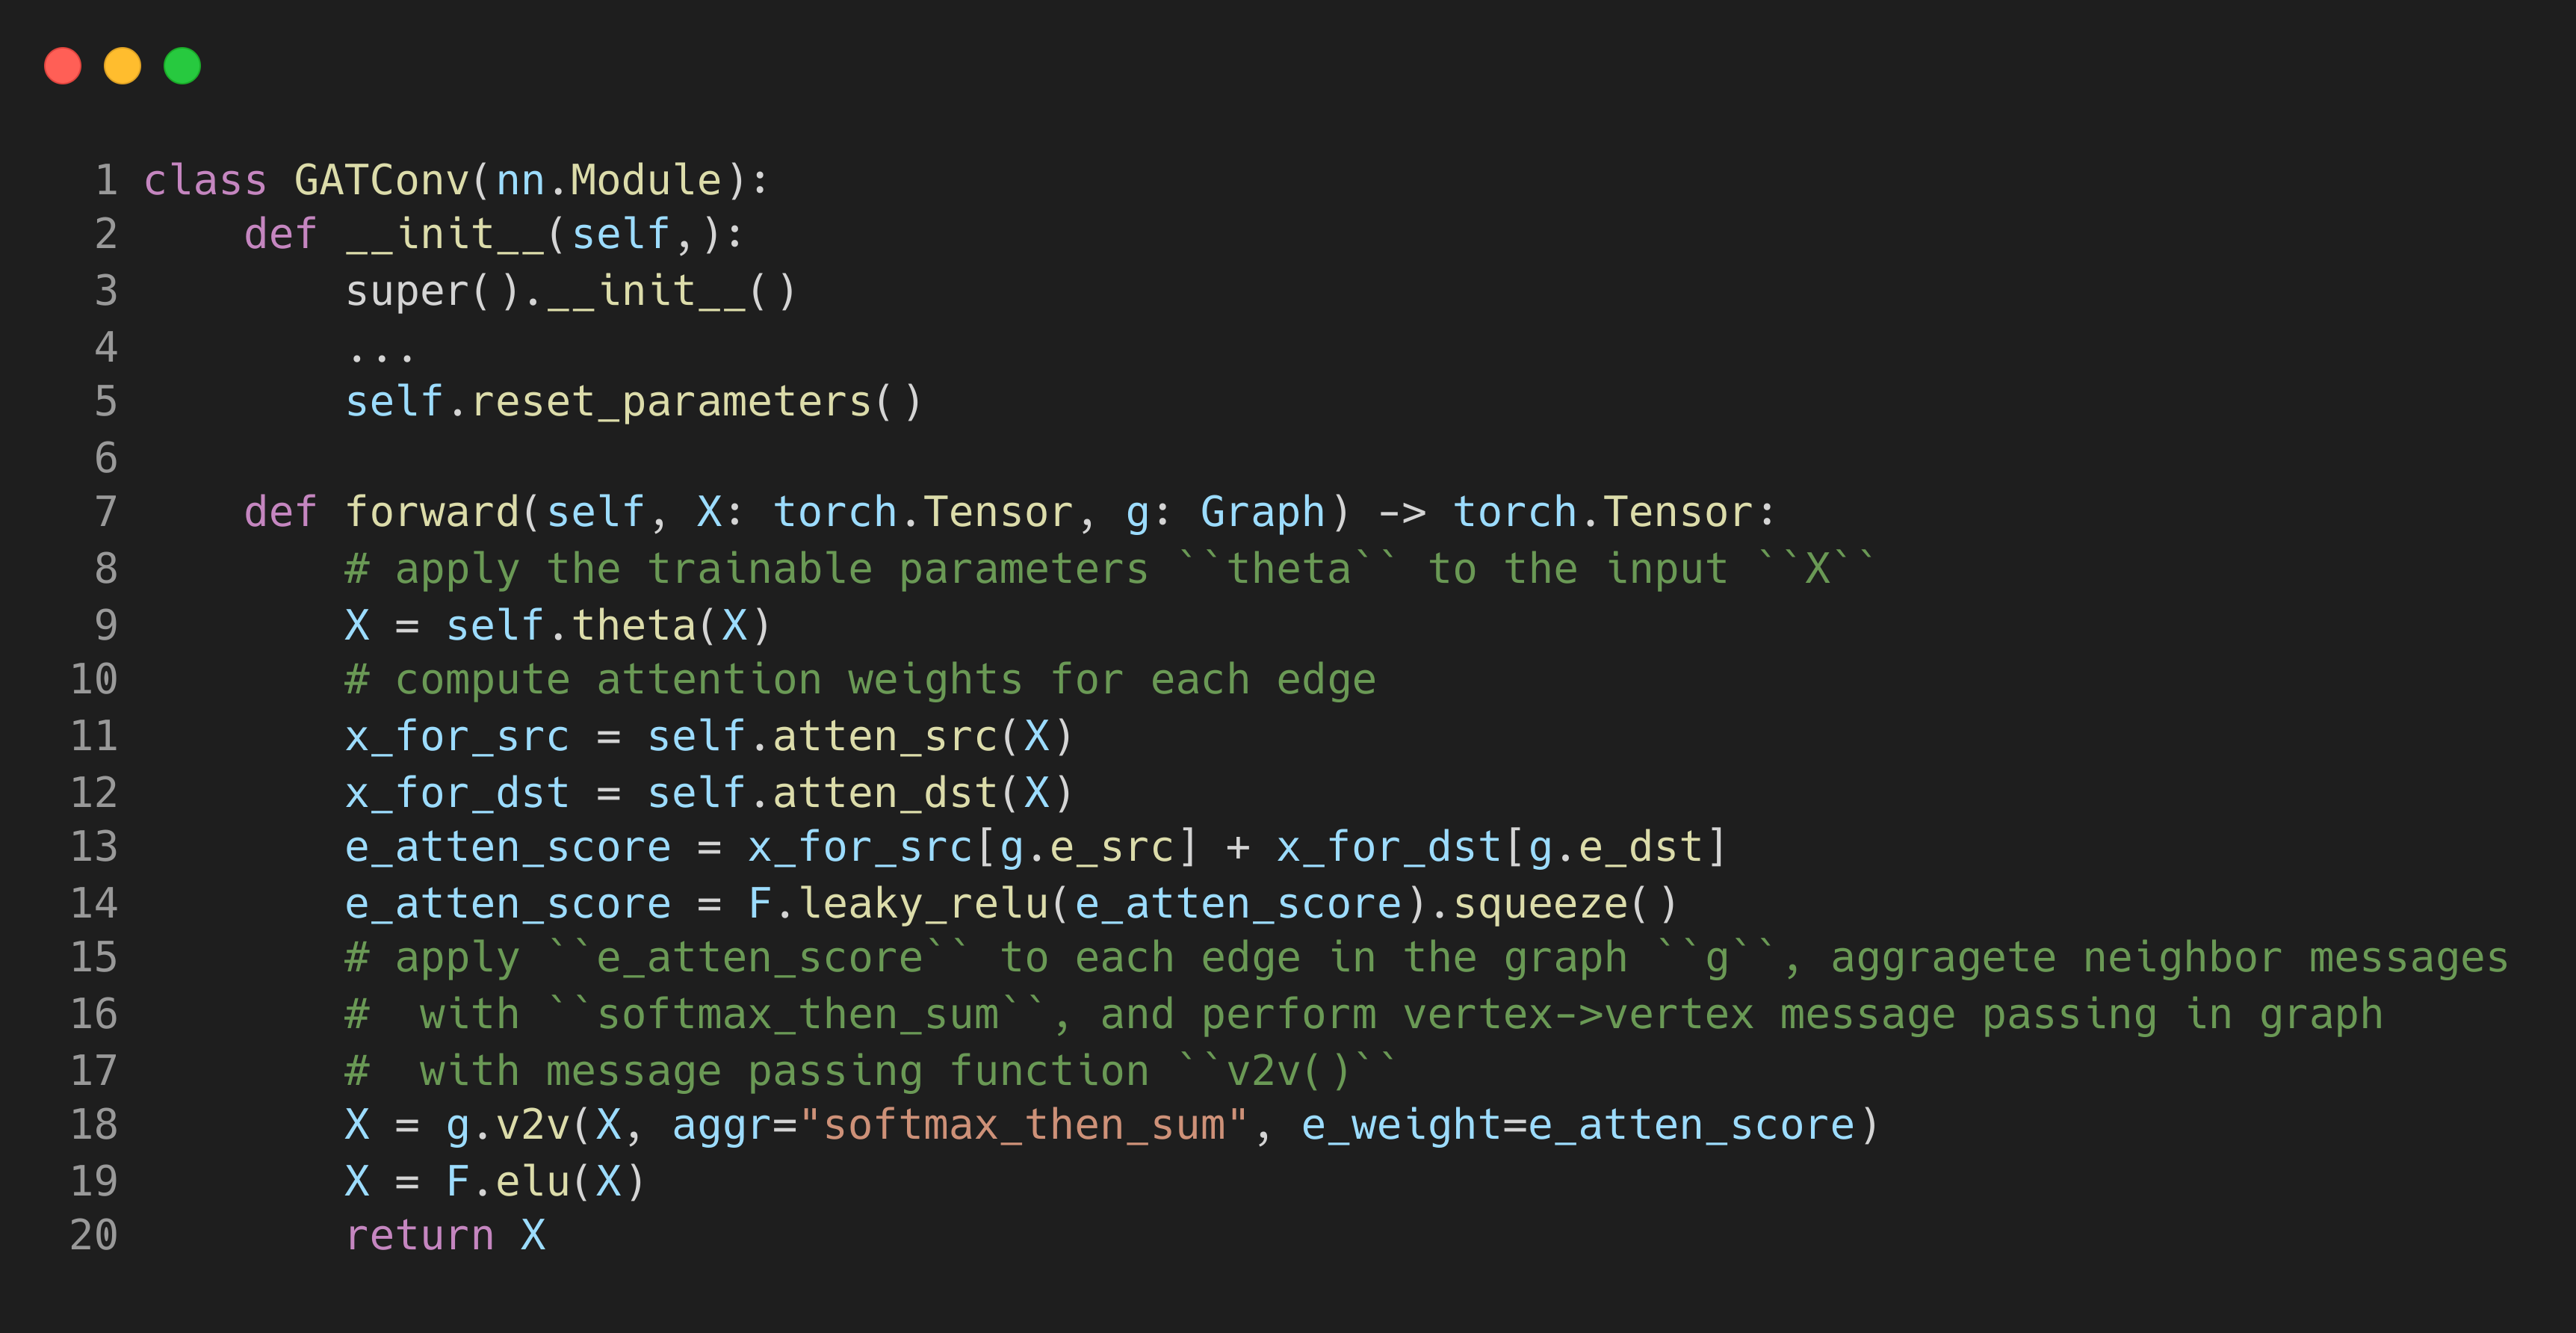 1 class GATConv(nn.Module):
2     def __init__(self,):
3         super().__init__()
4         ...
5         self.reset_parameters()
6
7     def forward(self, X: torch.Tensor, g: Graph) -> torch.Tensor:
8         # apply the trainable parameters ``theta`` to the input ``X``
9         X = self.theta(X)
10         # compute attention weights for each edge
11         x_for_src = self.atten_src(X)
12         x_for_dst = self.atten_dst(X)
13         e_atten_score = x_for_src[g.e_src] + x_for_dst[g.e_dst]
14         e_atten_score = F.leaky_relu(e_atten_score).squeeze()
15         # apply ``e_atten_score`` to each edge in the graph ``g``, aggragete neighbor messages
16         #  with ``softmax_then_sum``, and perform vertex->vertex message passing in graph
17         #  with message passing function ``v2v()``
18         X = g.v2v(X, aggr="softmax_then_sum", e_weight=e_atten_score)
19         X = F.elu(X)
20         return X